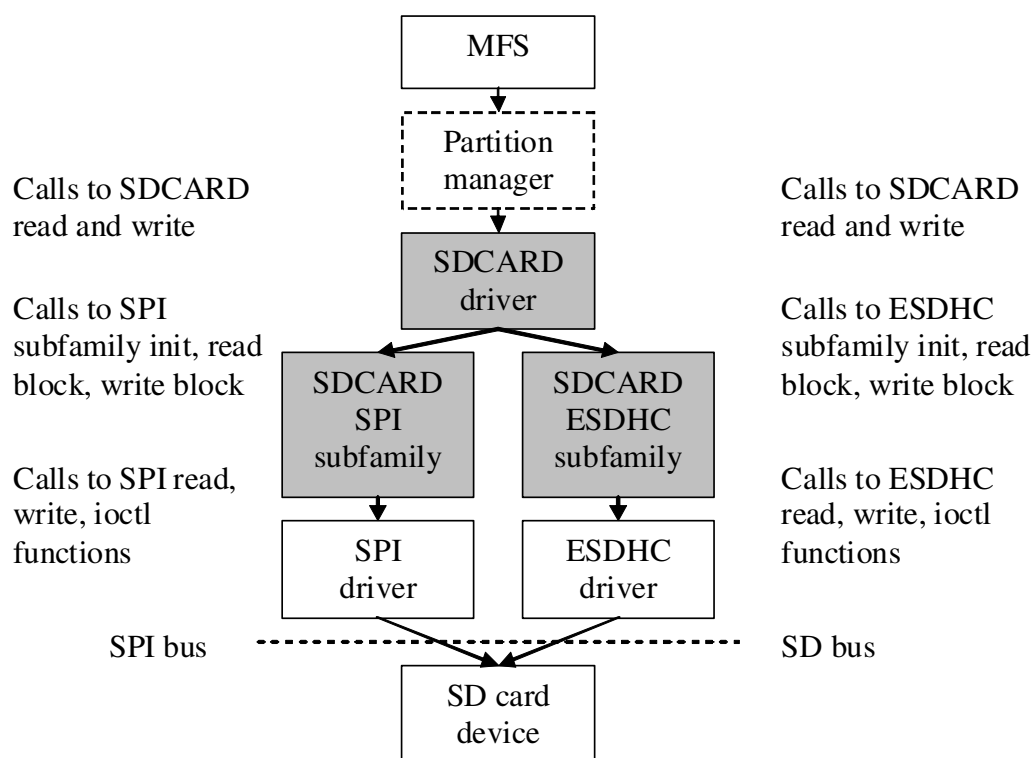 MFS
Partition
manager
Calls to SDCARD
read and write
Calls to SDCARD
read and write
SDCARD
driver
Calls to SPI
subfamily init, read
block, write block
Calls to ESDHC
subfamily init, read
block, write block
SDCARD
SPI
subfamily
SDCARD
ESDHC
subfamily
Calls to SPI read,
write, ioctl
functions
Calls to ESDHC
read, write, ioctl
functions
SPI
driver
ESDHC
driver
SPI bus
SD bus
SD card
device